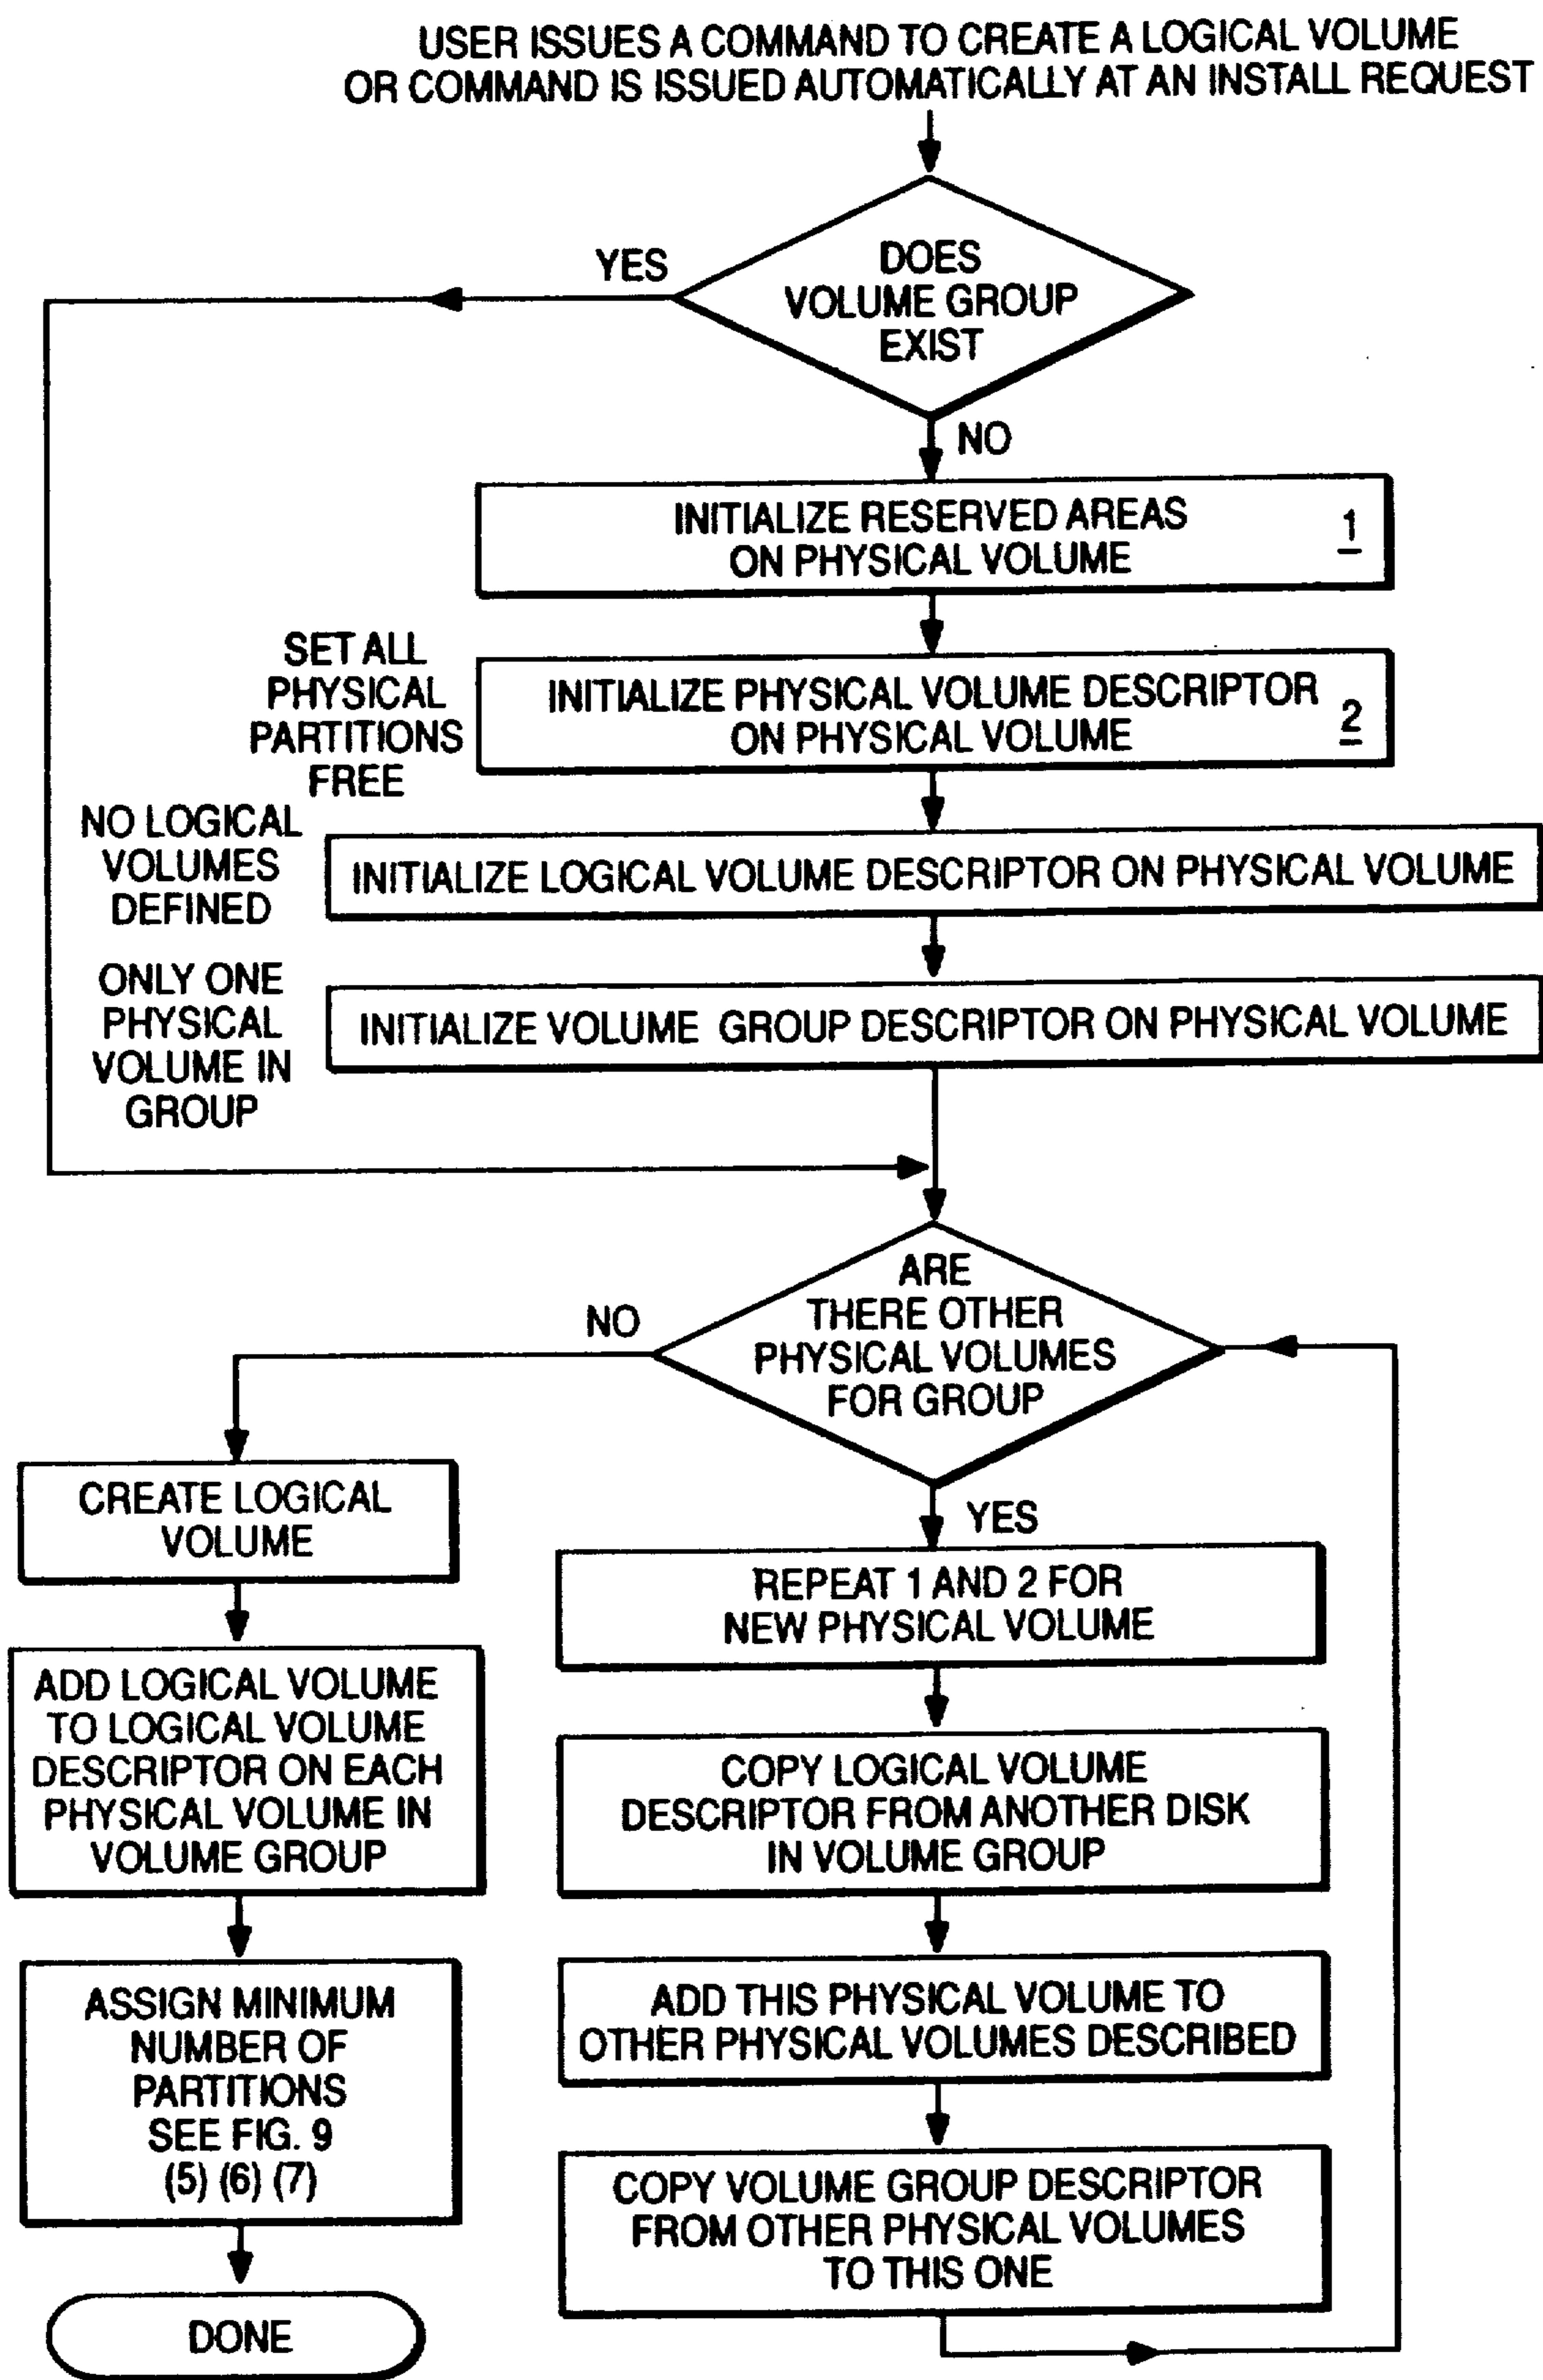 USER ISSUES A COMMAND TO CREATE A LOGICAL VOLUME
OR COMMAND IS ISSUED AUTOMATICALLY AT AN INSTALL REQUEST
DOES
VOLUME GROUP
EXIST
YES
NO
INITIALIZE RESERVED AREAS
ON PHYSICAL VOLUME
1
SET ALL
PHYSICAL
PARTITIONS
FREE
INITIALIZE PHYSICAL VOLUME DESCRIPTOR
ON PHYSICAL VOLUME
2
NO LOGICAL
VOLUMES
DEFINED
INITIALIZE LOGICAL VOLUME DESCRIPTOR ON PHYSICAL VOLUME
ONLY ONE
PHYSICAL
VOLUME IN
GROUP
INITIALIZE VOLUME GROUP DESCRIPTOR ON PHYSICAL VOLUME
ARE
THERE OTHER
PHYSICAL VOLUMES
FOR GROUP
NO
CREATE LOGICAL
VOLUME
ADD LOGICAL VOLUME
TO LOGICAL VOLUME
DESCRIPTOR ON EACH
PHYSICAL VOLUME IN
VOLUME GROUP
ASSIGN MINIMUM
NUMBER OF
PARTITIONS
SEE FIG. 9
(5) (6) (7)
DONE
YES
REPEAT 1 AND 2 FOR
NEW PHYSICAL VOLUME
COPY LOGICAL VOLUME
DESCRIPTOR FROM ANOTHER DISK
IN VOLUME GROUP
ADD THIS PHYSICAL VOLUME TO
OTHER PHYSICAL VOLUMES DESCRIBED
COPY VOLUME GROUP DESCRIPTOR
FROM OTHER PHYSICAL VOLUMES
TO THIS ONE